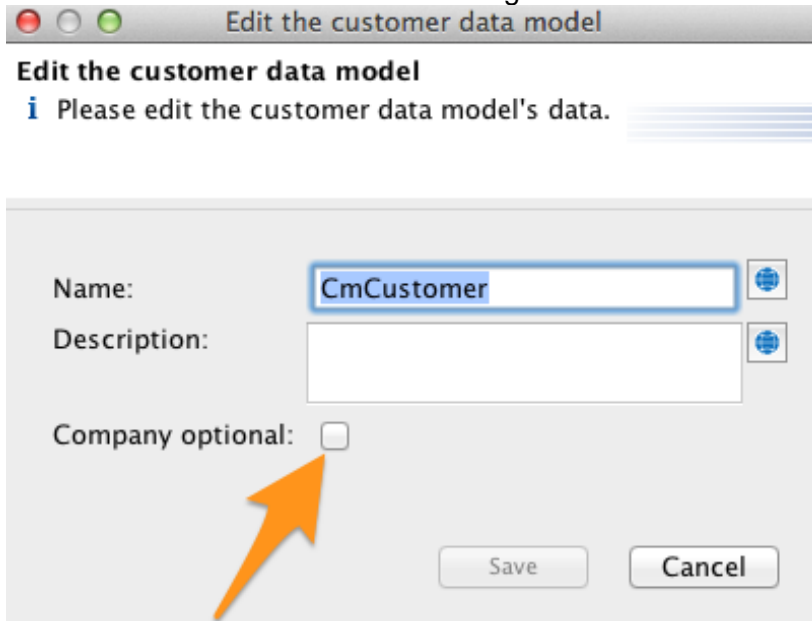 Edit the customer data model
Edit the customer data model
i Please edit the customer data model's data.
Name: CmCustomer
Description:
Company optional:
Save Cancel